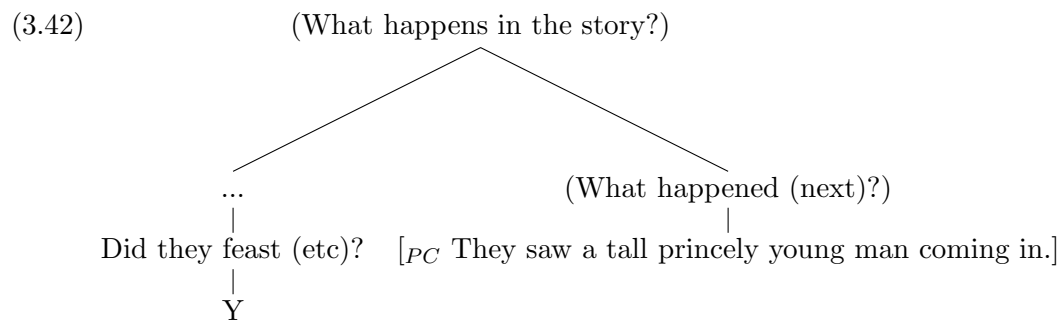 (3.42) (What happens in the story?)
... (What happened (next)?)
Did they feast (etc)? [PC They saw a tall princely young man coming in.]
Y